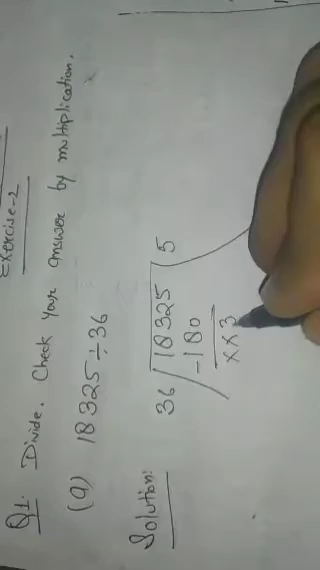 Exercise-2
Q1. Divide. Check your answer by multiplication.
(a) 18325÷36
Solution:
36 18325 5
-180
xx3